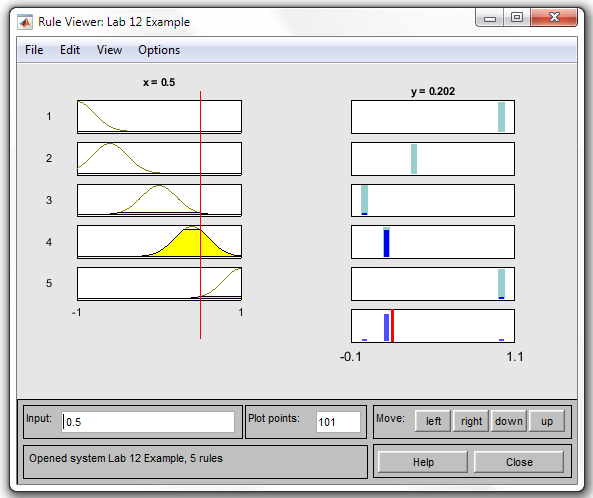 Rule Viewer: Lab 12 Example
File Edit View Options
x = 0.5
y = 0.202
1
2
3
4
5
-1 1
-0.1 1.1
Input: 0.5 Plot points: 101 Move: left right down up
Opened system Lab 12 Example, 5 rules
Help Close